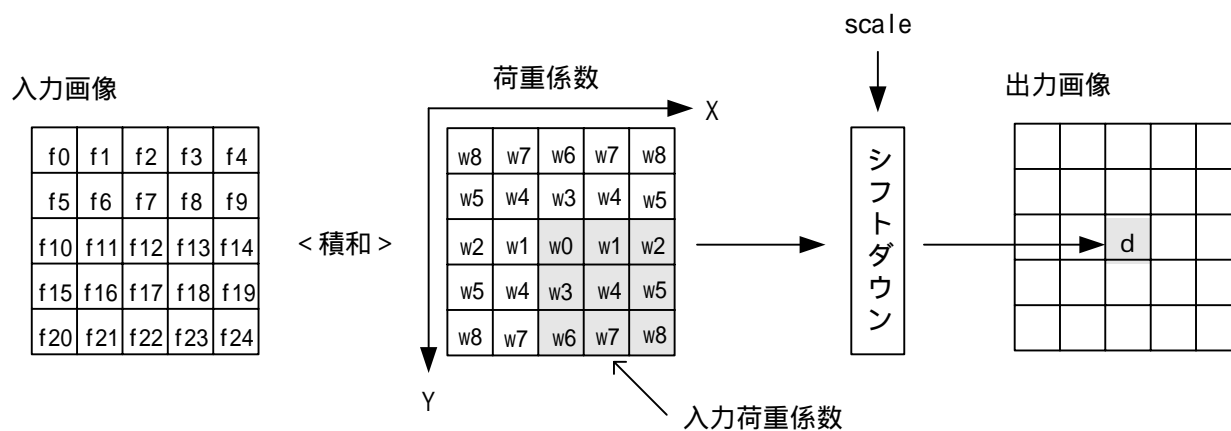 scale
入力画像
荷重係数
出力画像
X
f0 f1 f2 f3 f4
f5 f6 f7 f8 f9
f10 f11 f12 f13 f14
f15 f16 f17 f18 f19
f20 f21 f22 f23 f24
<積和>
w8 w7 w6 w7 w8
w5 w4 w3 w4 w5
w2 w1 w0 w1 w2
w5 w4 w3 w4 w5
w8 w7 w6 w7 w8
Y
入力荷重係数
シフトダウン
d